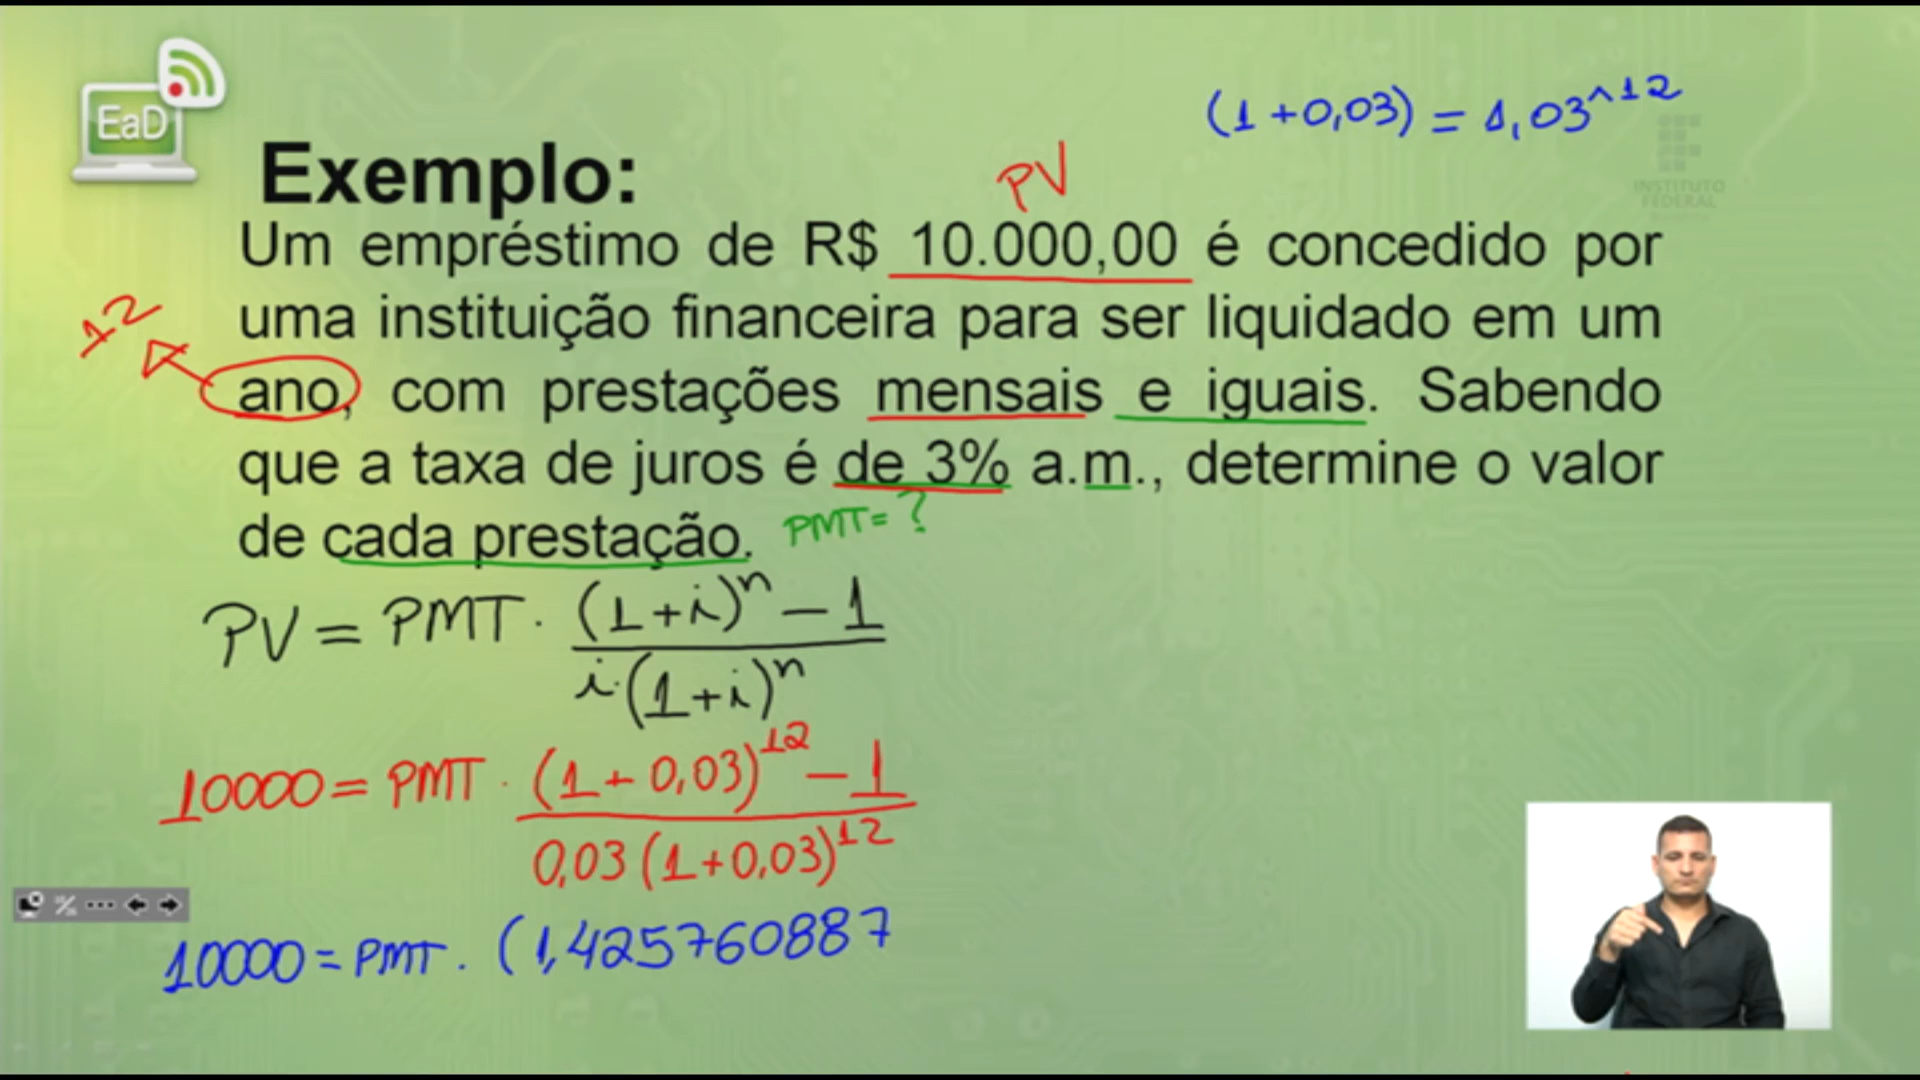 EaD
(1+0,03) = 1,03^12
INSTITUTO
FEDERAL
Exemplo:
PV
Um empréstimo de R$ 10.000,00 é concedido por
12
uma instituição financeira para ser liquidado em um
ano, com prestações mensais e iguais. Sabendo
que a taxa de juros é de 3% a.m., determine o valor
de cada prestação. PMT=?
PV = PMT . (1+i)^n - 1
i.(1+i)^n
10000 = PMT . (1+0,03)^12 - 1
0,03(1+0,03)^12
10000 = PMT . (1,425760887